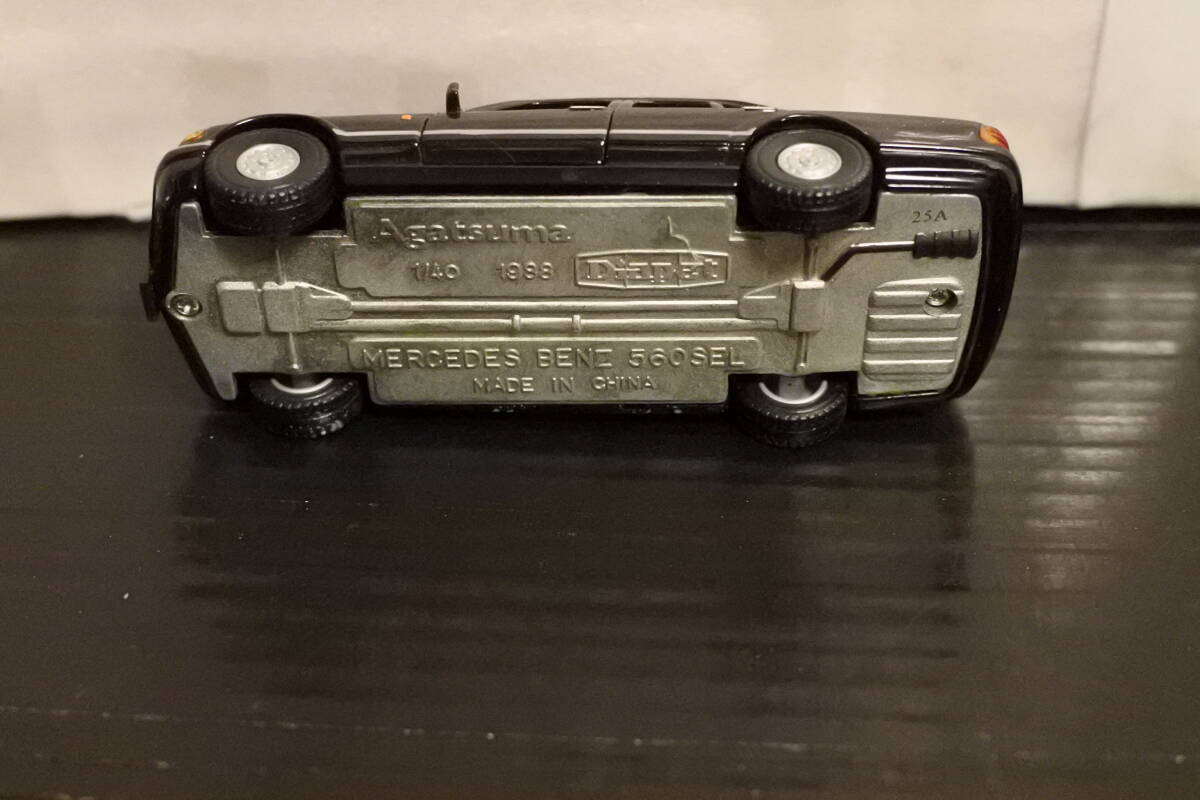 25A
Agatsuma
1/40 1988 Diapet
MERCEDES BENZ 560SEL
MADE IN CHINA